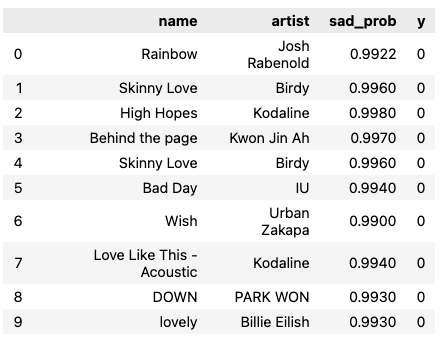 name artist sad_prob y
0 Rainbow Josh Rabenold 0.9922 0
1 Skinny Love Birdy 0.9960 0
2 High Hopes Kodaline 0.9980 0
3 Behind the page Kwon Jin Ah 0.9970 0
4 Skinny Love Birdy 0.9960 0
5 Bad Day IU 0.9940 0
6 Wish Urban Zakapa 0.9900 0
7 Love Like This - Acoustic Kodaline 0.9940 0
8 DOWN PARK WON 0.9930 0
9 lovely Billie Eilish 0.9930 0